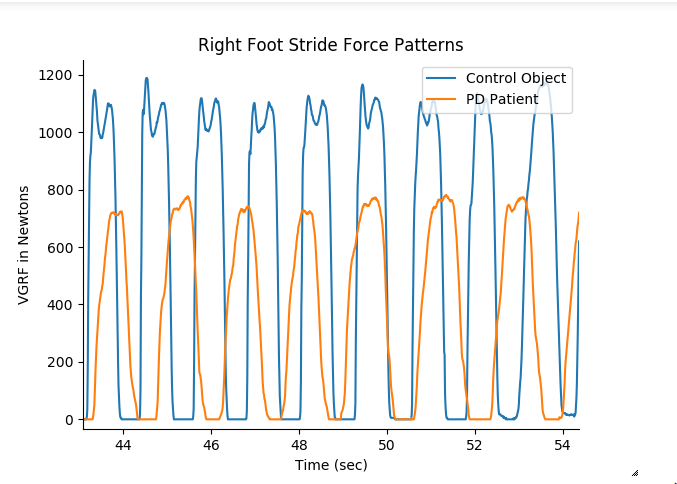 Right Foot Stride Force Patterns
Control Object
PD Patient
1200
1000
800
600
400
200
0
VGRF in Newtons
44 46 48 50 52 54
Time (sec)